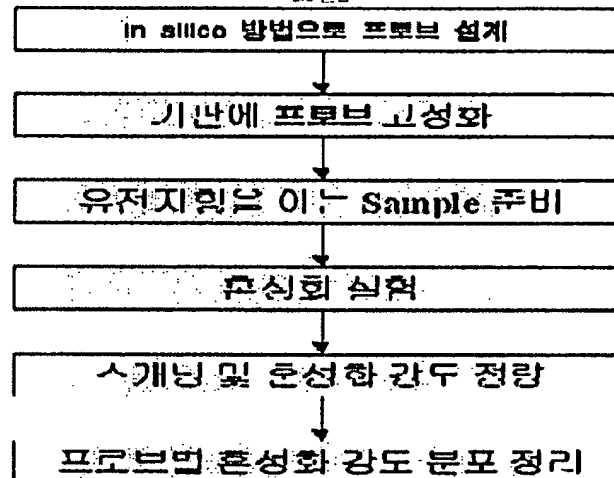 in silico 방법으로 프로브 설계
기판에 프로브 고성화
유전자형을 아는 Sample 준비
혼성화 실험
스캐닝 및 혼성화 강도 정량
프로브별 혼성화 강도 분포 정리